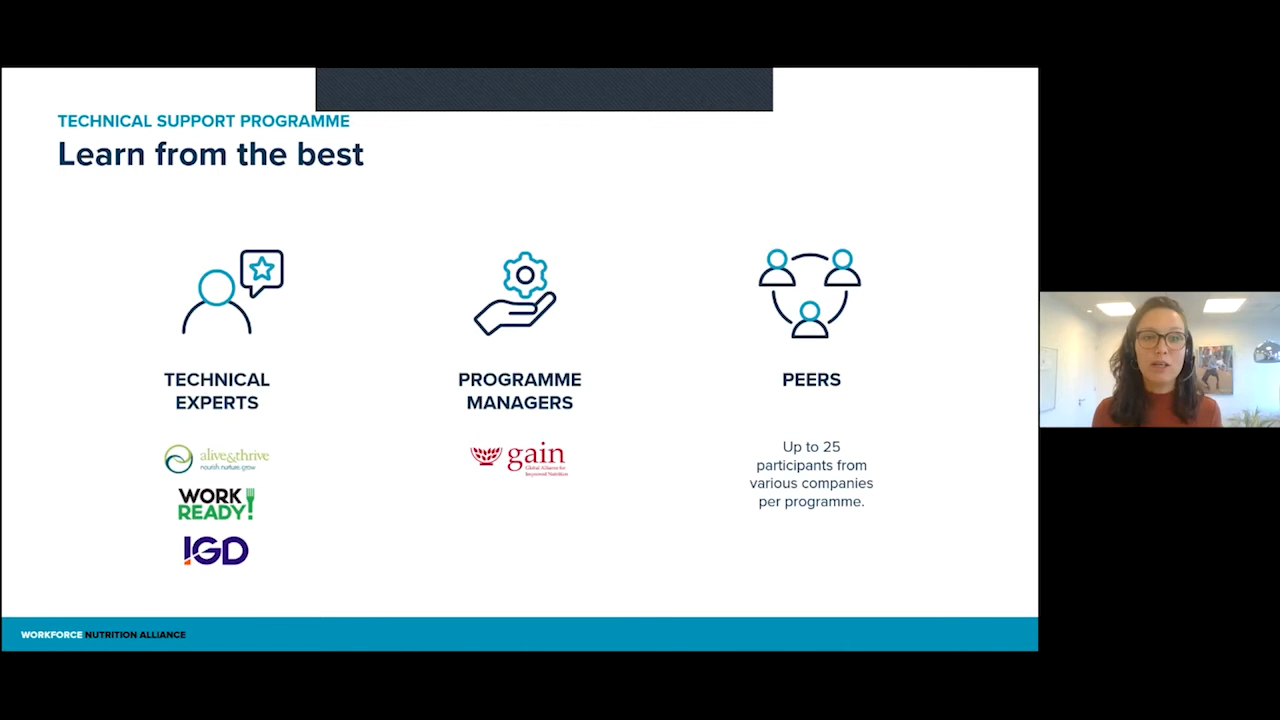 TECHNICAL SUPPORT PROGRAMME
Learn from the best
TECHNICAL
EXPERTS
alive&thrive
nourish. nurture. grow.
WORK
READY!
IGD
PROGRAMME
MANAGERS
gain
Global Alliance for
Improved Nutrition
PEERS
Up to 25
participants from
various companies
per programme.
WORKFORCE NUTRITION ALLIANCE